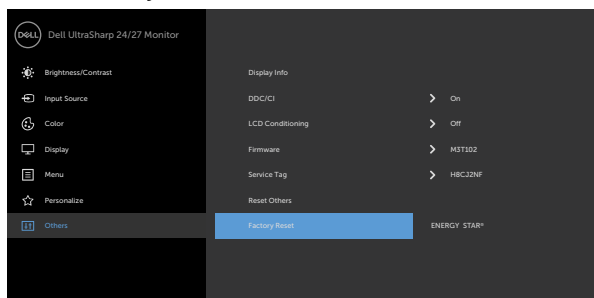 DELL Dell UltraSharp 24/27 Monitor
Brightness/Contrast Display Info
Input Source DDC/CI On
Color LCD Conditioning Off
Display Firmware M3T102
Menu Service Tag H8CJ2NF
Personalize Reset Others
Others Factory Reset ENERGY STAR®